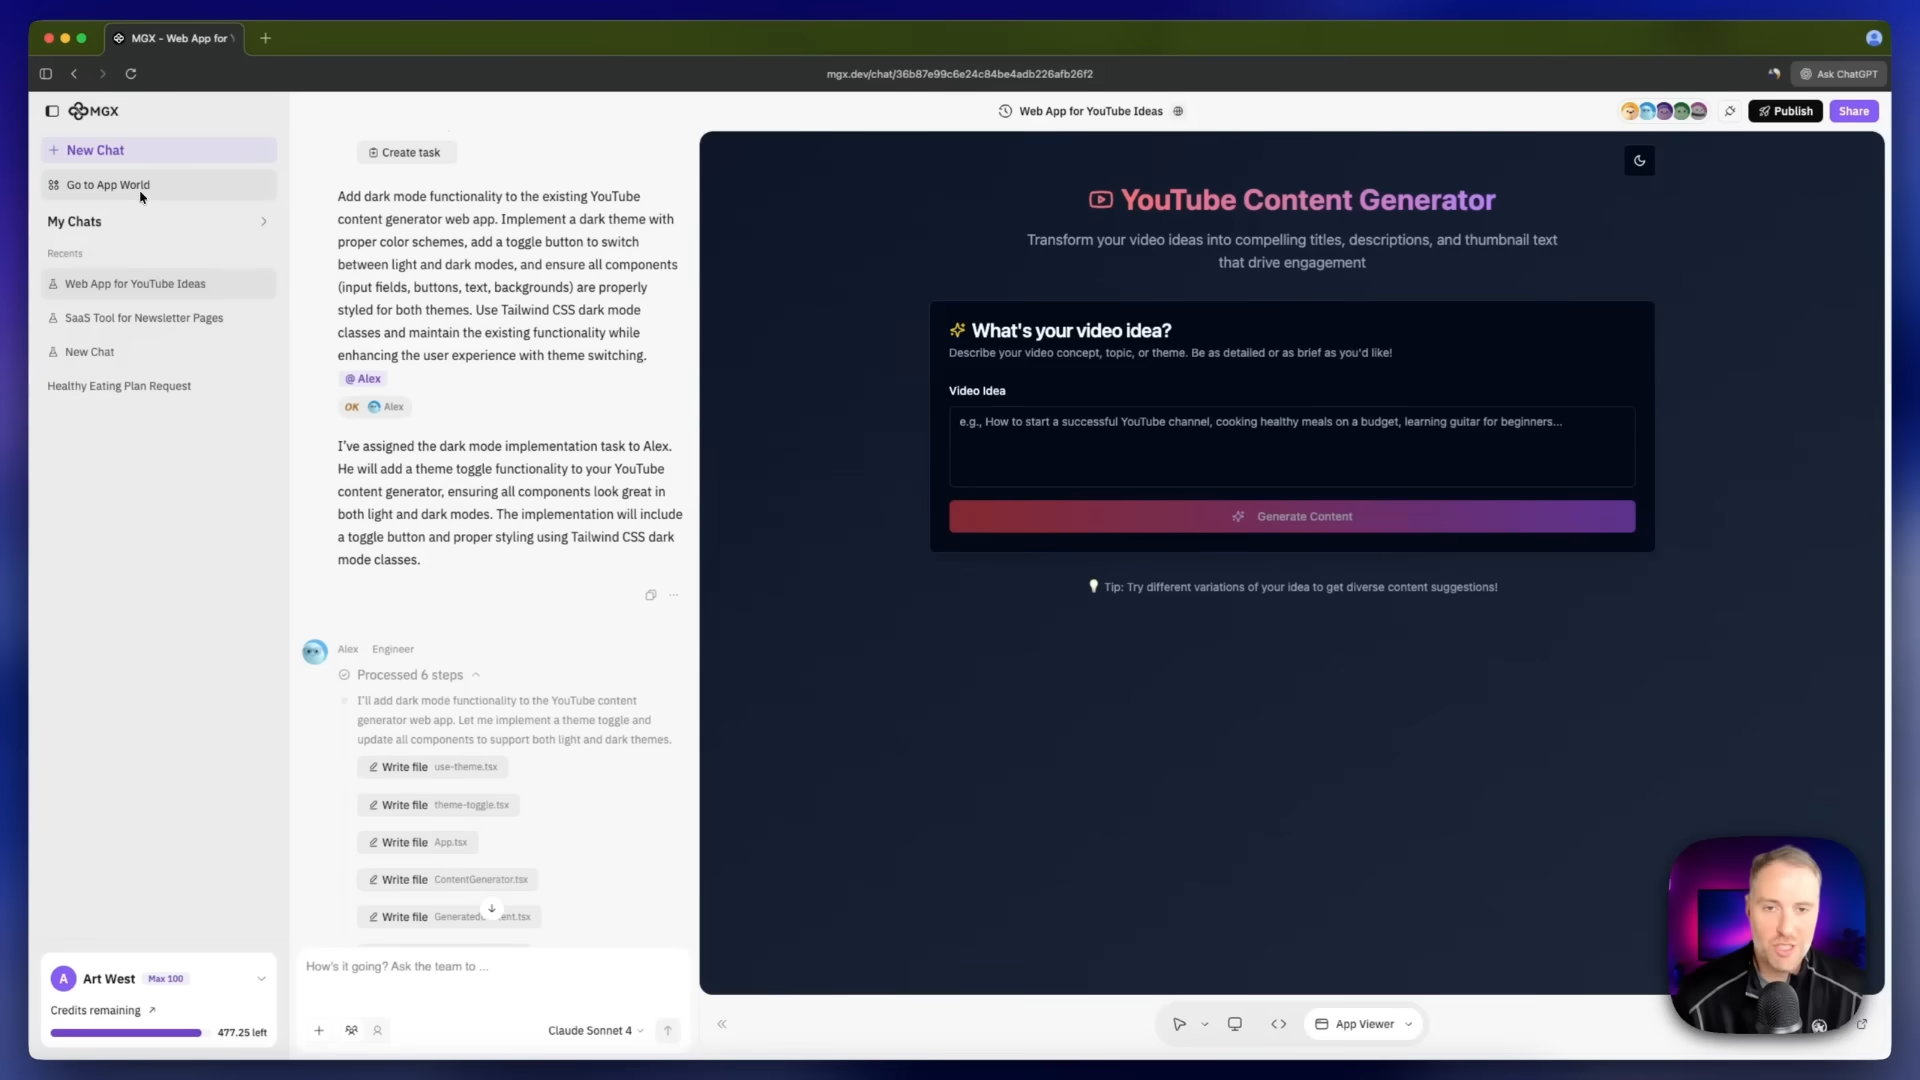 MGX - Web App for Y
mgx.dev/chat/36b87e99c6e24c84be4adb226afb26f2
Ask ChatGPT
MGX
Web App for YouTube Ideas
Publish
Share
New Chat
Go to App World
My Chats
Recents
Web App for YouTube Ideas
SaaS Tool for Newsletter Pages
New Chat
Healthy Eating Plan Request
A
Art West
Max 100
Credits remaining
477.25 left
Create task
Add dark mode functionality to the existing YouTube
content generator web app. Implement a dark theme with
proper color schemes, add a toggle button to switch
between light and dark modes, and ensure all components
(input fields, buttons, text, backgrounds) are properly
styled for both themes. Use Tailwind CSS dark mode
classes and maintain the existing functionality while
enhancing the user experience with theme switching.
@ Alex
OK Alex
I've assigned the dark mode implementation task to Alex.
He will add a theme toggle functionality to your YouTube
content generator, ensuring all components look great in
both light and dark modes. The implementation will include
a toggle button and proper styling using Tailwind CSS dark
mode classes.
Alex Engineer
Processed 6 steps
I'll add dark mode functionality to the YouTube content
generator web app. Let me implement a theme toggle and
update all components to support both light and dark themes.
Write file use-theme.tsx
Write file theme-toggle.tsx
Write file App.tsx
Write file ContentGenerator.tsx
Write file
How's it going? Ask the team to ...
Claude Sonnet 4
YouTube Content Generator
Transform your video ideas into compelling titles, descriptions, and thumbnail text
that drive engagement
What's your video idea?
Describe your video concept, topic, or theme. Be as detailed or as brief as you'd like!
Video Idea
e.g., How to start a successful YouTube channel, cooking healthy meals on a budget, learning guitar for beginners...
Generate Content
Tip: Try different variations of your idea to get diverse content suggestions!
App Viewer